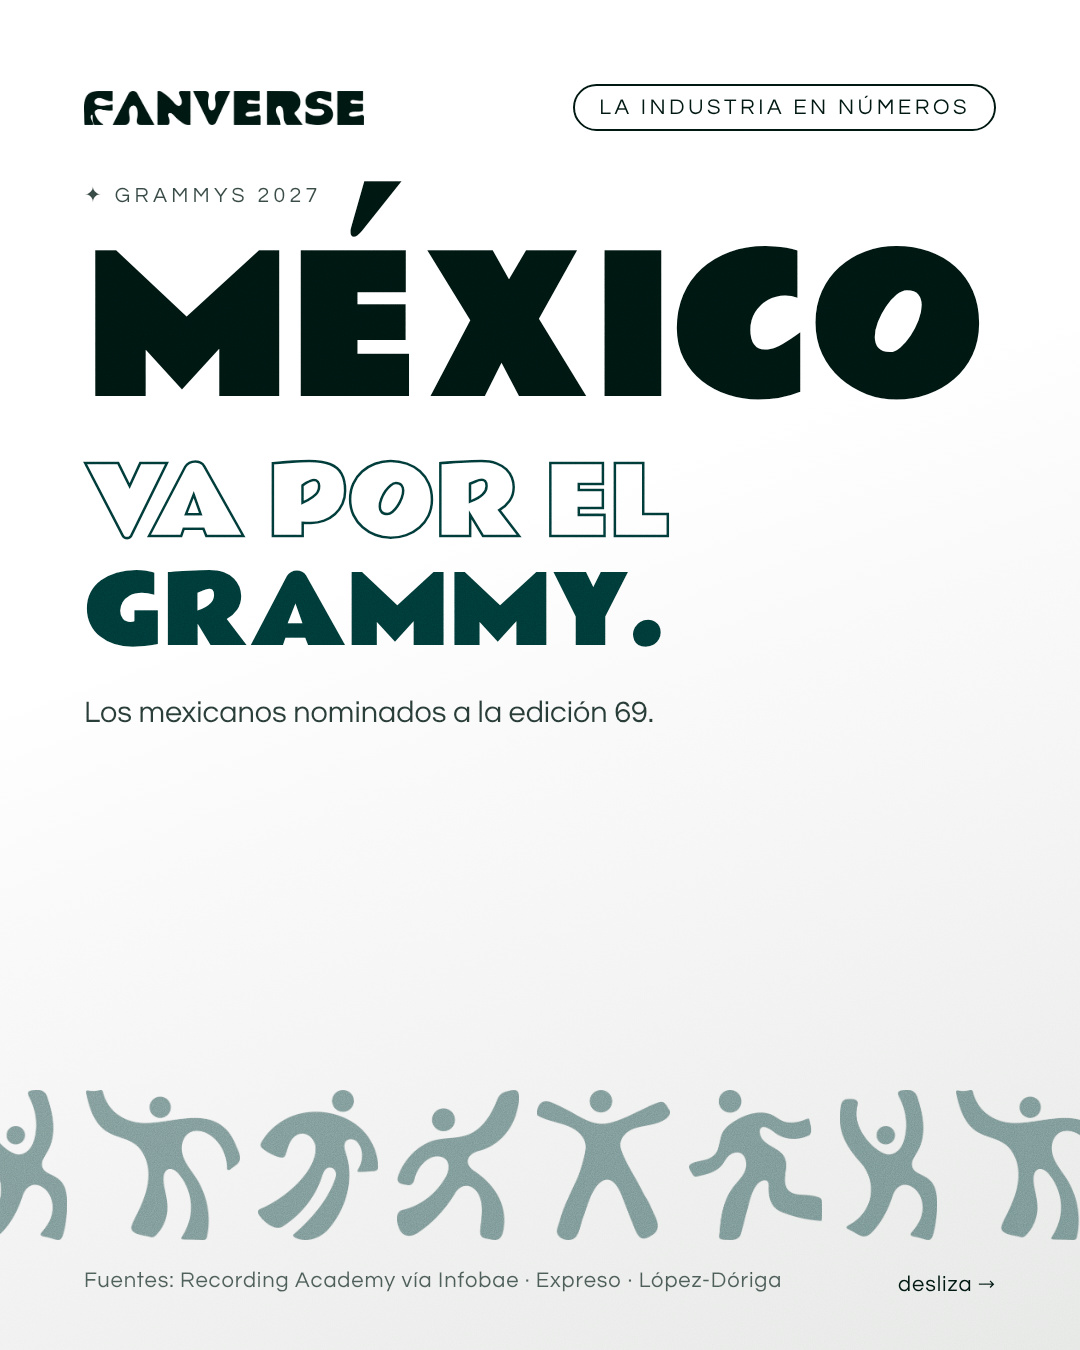 FANVERSE
LA INDUSTRIA EN NÚMEROS
✦ GRAMMYS 2027
MÉXICO
VA POR EL
GRAMMY.
Los mexicanos nominados a la edición 69.
Fuentes: Recording Academy vía Infobae · Expreso · López-Dóriga
desliza →